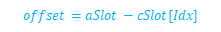 offset = aSlot − cSlot[Idx]